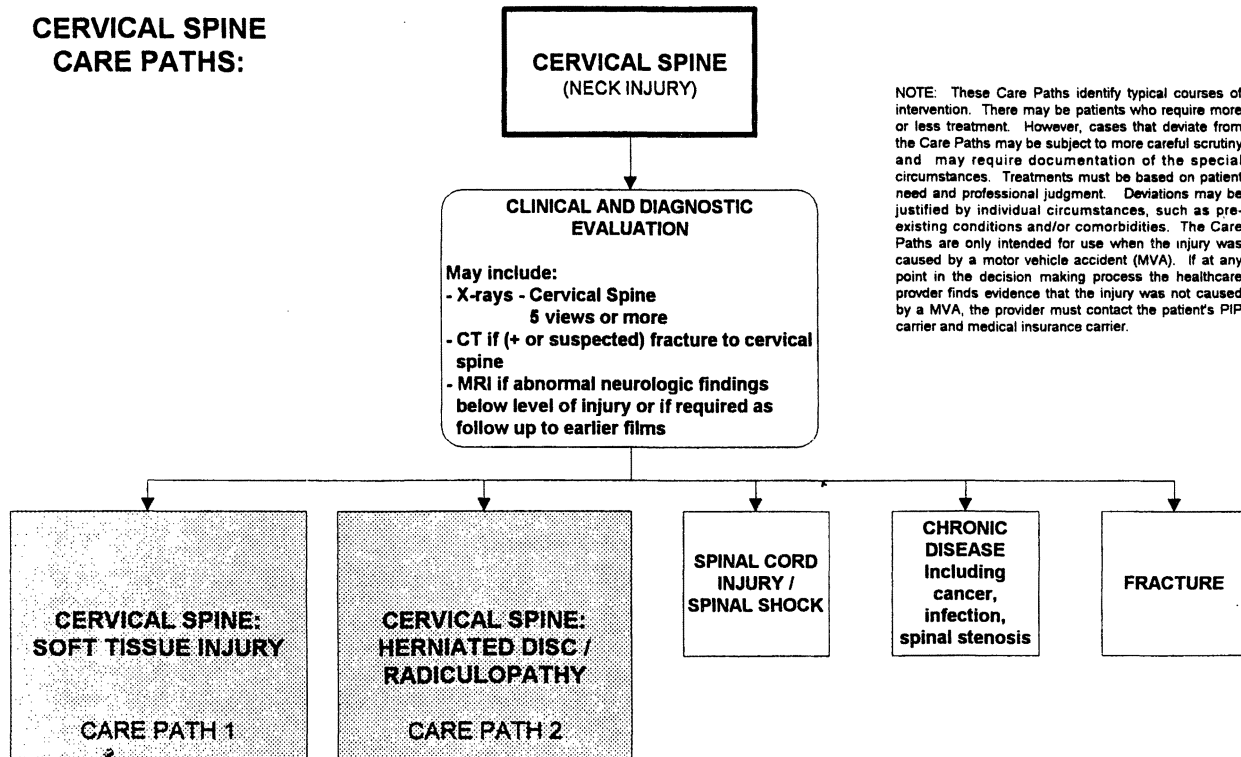 CERVICAL SPINE
CARE PATHS:
CERVICAL SPINE
(NECK INJURY)
NOTE: These Care Paths identify typical courses of
intervention. There may be patients who require more
or less treatment. However, cases that deviate from
the Care Paths may be subject to more careful scrutiny
and may require documentation of the special
circumstances. Treatments must be based on patient
need and professional judgment. Deviations may be
justified by individual circumstances, such as pre-
existing conditions and/or comorbidities. The Care
Paths are only intended for use when the injury was
caused by a motor vehicle accident (MVA). If at any
point in the decision making process the healthcare
provder finds evidence that the injury was not caused
by a MVA, the provider must contact the patient's PIP
carrier and medical insurance carrier.
CLINICAL AND DIAGNOSTIC
EVALUATION
May include:
- X-rays - Cervical Spine
5 views or more
- CT if (+ or suspected) fracture to cervical
spine
- MRI if abnormal neurologic findings
below level of injury or if required as
follow up to earlier films
CERVICAL SPINE:
SOFT TISSUE INJURY
CARE PATH 1
CERVICAL SPINE:
HERNIATED DISC /
RADICULOPATHY
CARE PATH 2
SPINAL CORD
INJURY /
SPINAL SHOCK
CHRONIC
DISEASE
Including
cancer,
infection,
spinal stenosis
FRACTURE